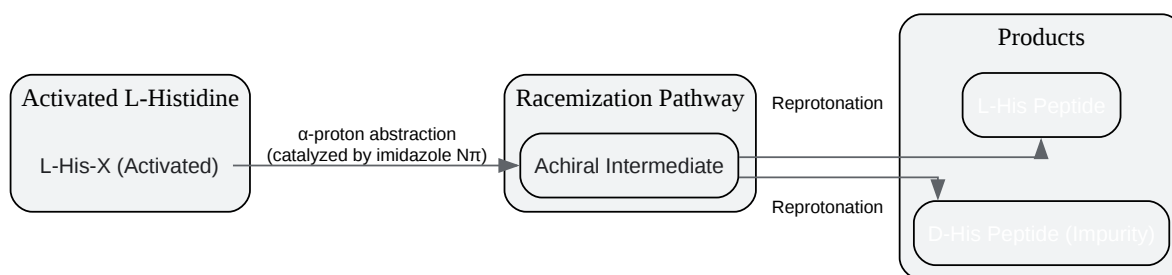 Activated L-Histidine
L-His-X (Activated)
α-proton abstraction
(catalyzed by imidazole Nπ)
Racemization Pathway
Achiral Intermediate
Reprotonation
Reprotonation
Products
L-His Peptide
D-His Peptide (Impurity)